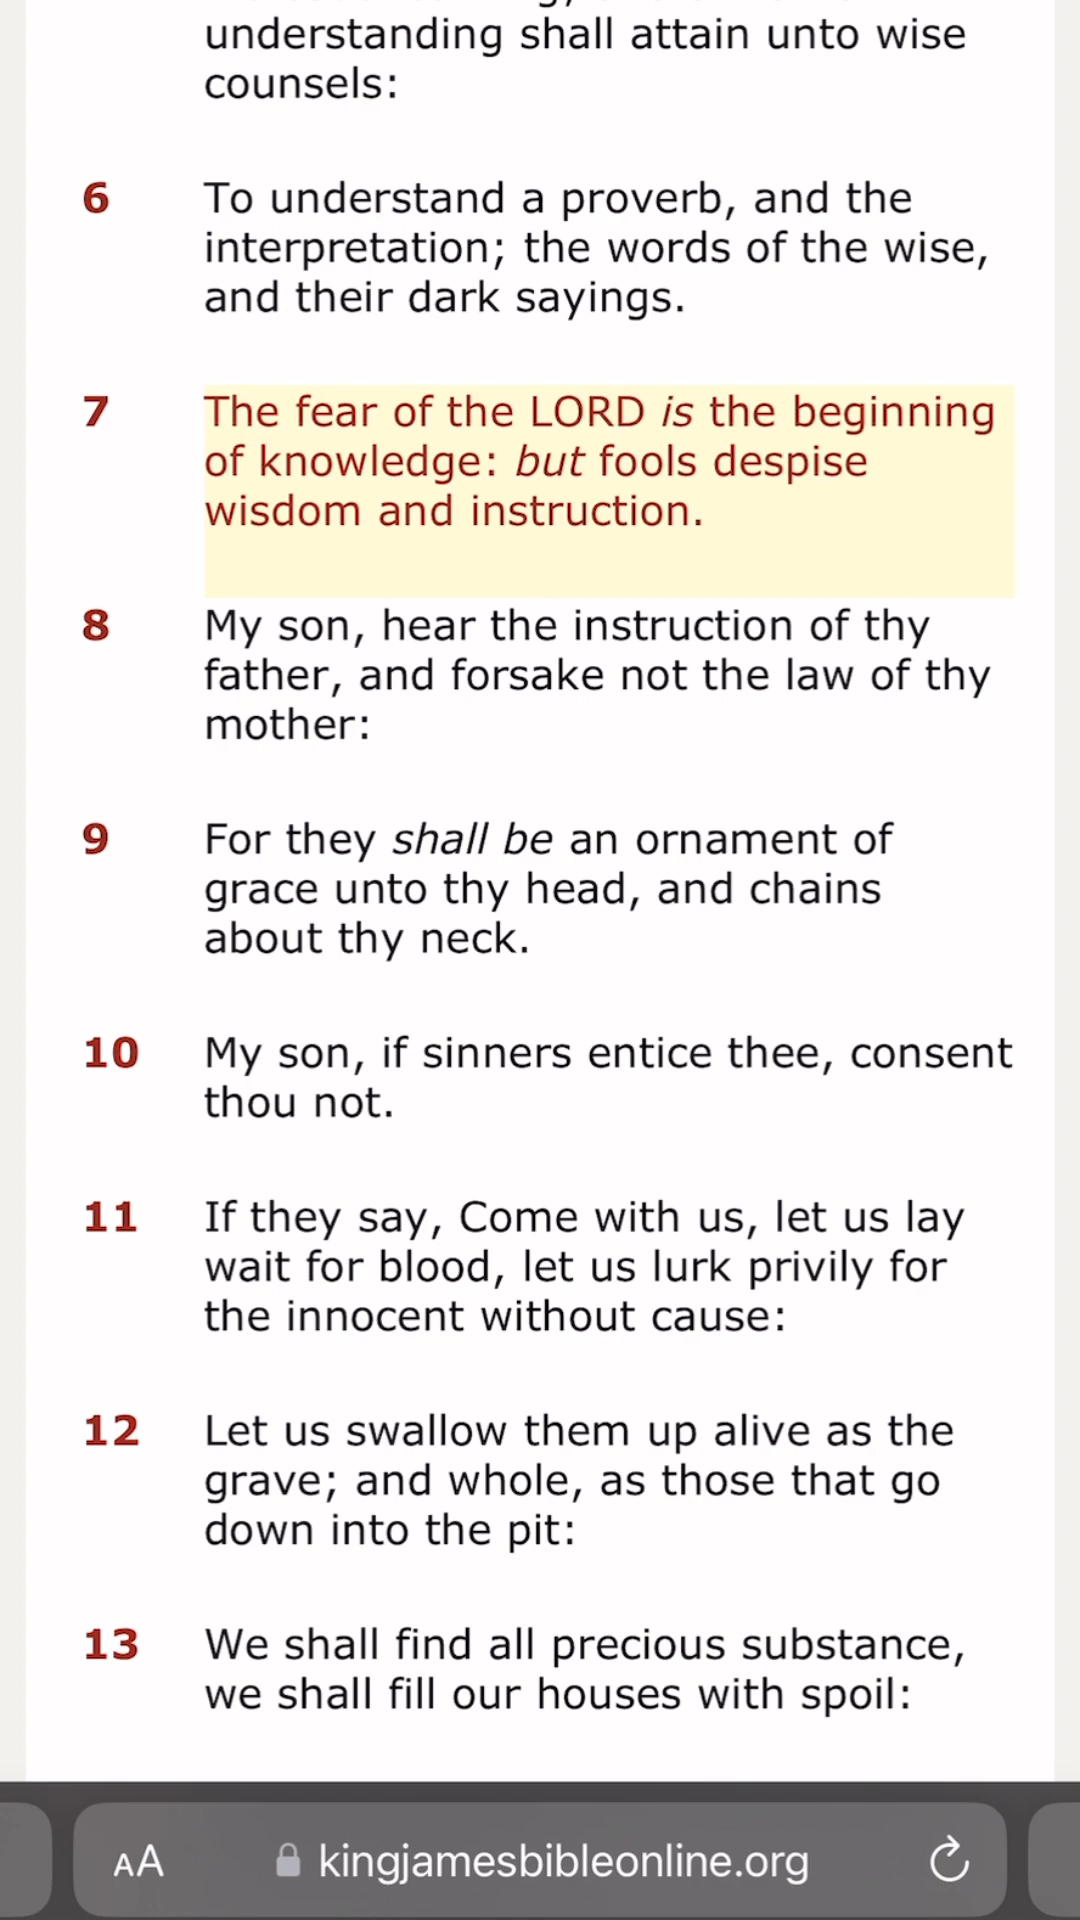 understanding shall attain unto wise
counsels:
6 To understand a proverb, and the
interpretation; the words of the wise,
and their dark sayings.
7 The fear of the LORD is the beginning
of knowledge: but fools despise
wisdom and instruction.
8 My son, hear the instruction of thy
father, and forsake not the law of thy
mother:
9 For they shall be an ornament of
grace unto thy head, and chains
about thy neck.
10 My son, if sinners entice thee, consent
thou not.
11 If they say, Come with us, let us lay
wait for blood, let us lurk privily for
the innocent without cause:
12 Let us swallow them up alive as the
grave; and whole, as those that go
down into the pit:
13 We shall find all precious substance,
we shall fill our houses with spoil:
AA kingjamesbibleonline.org